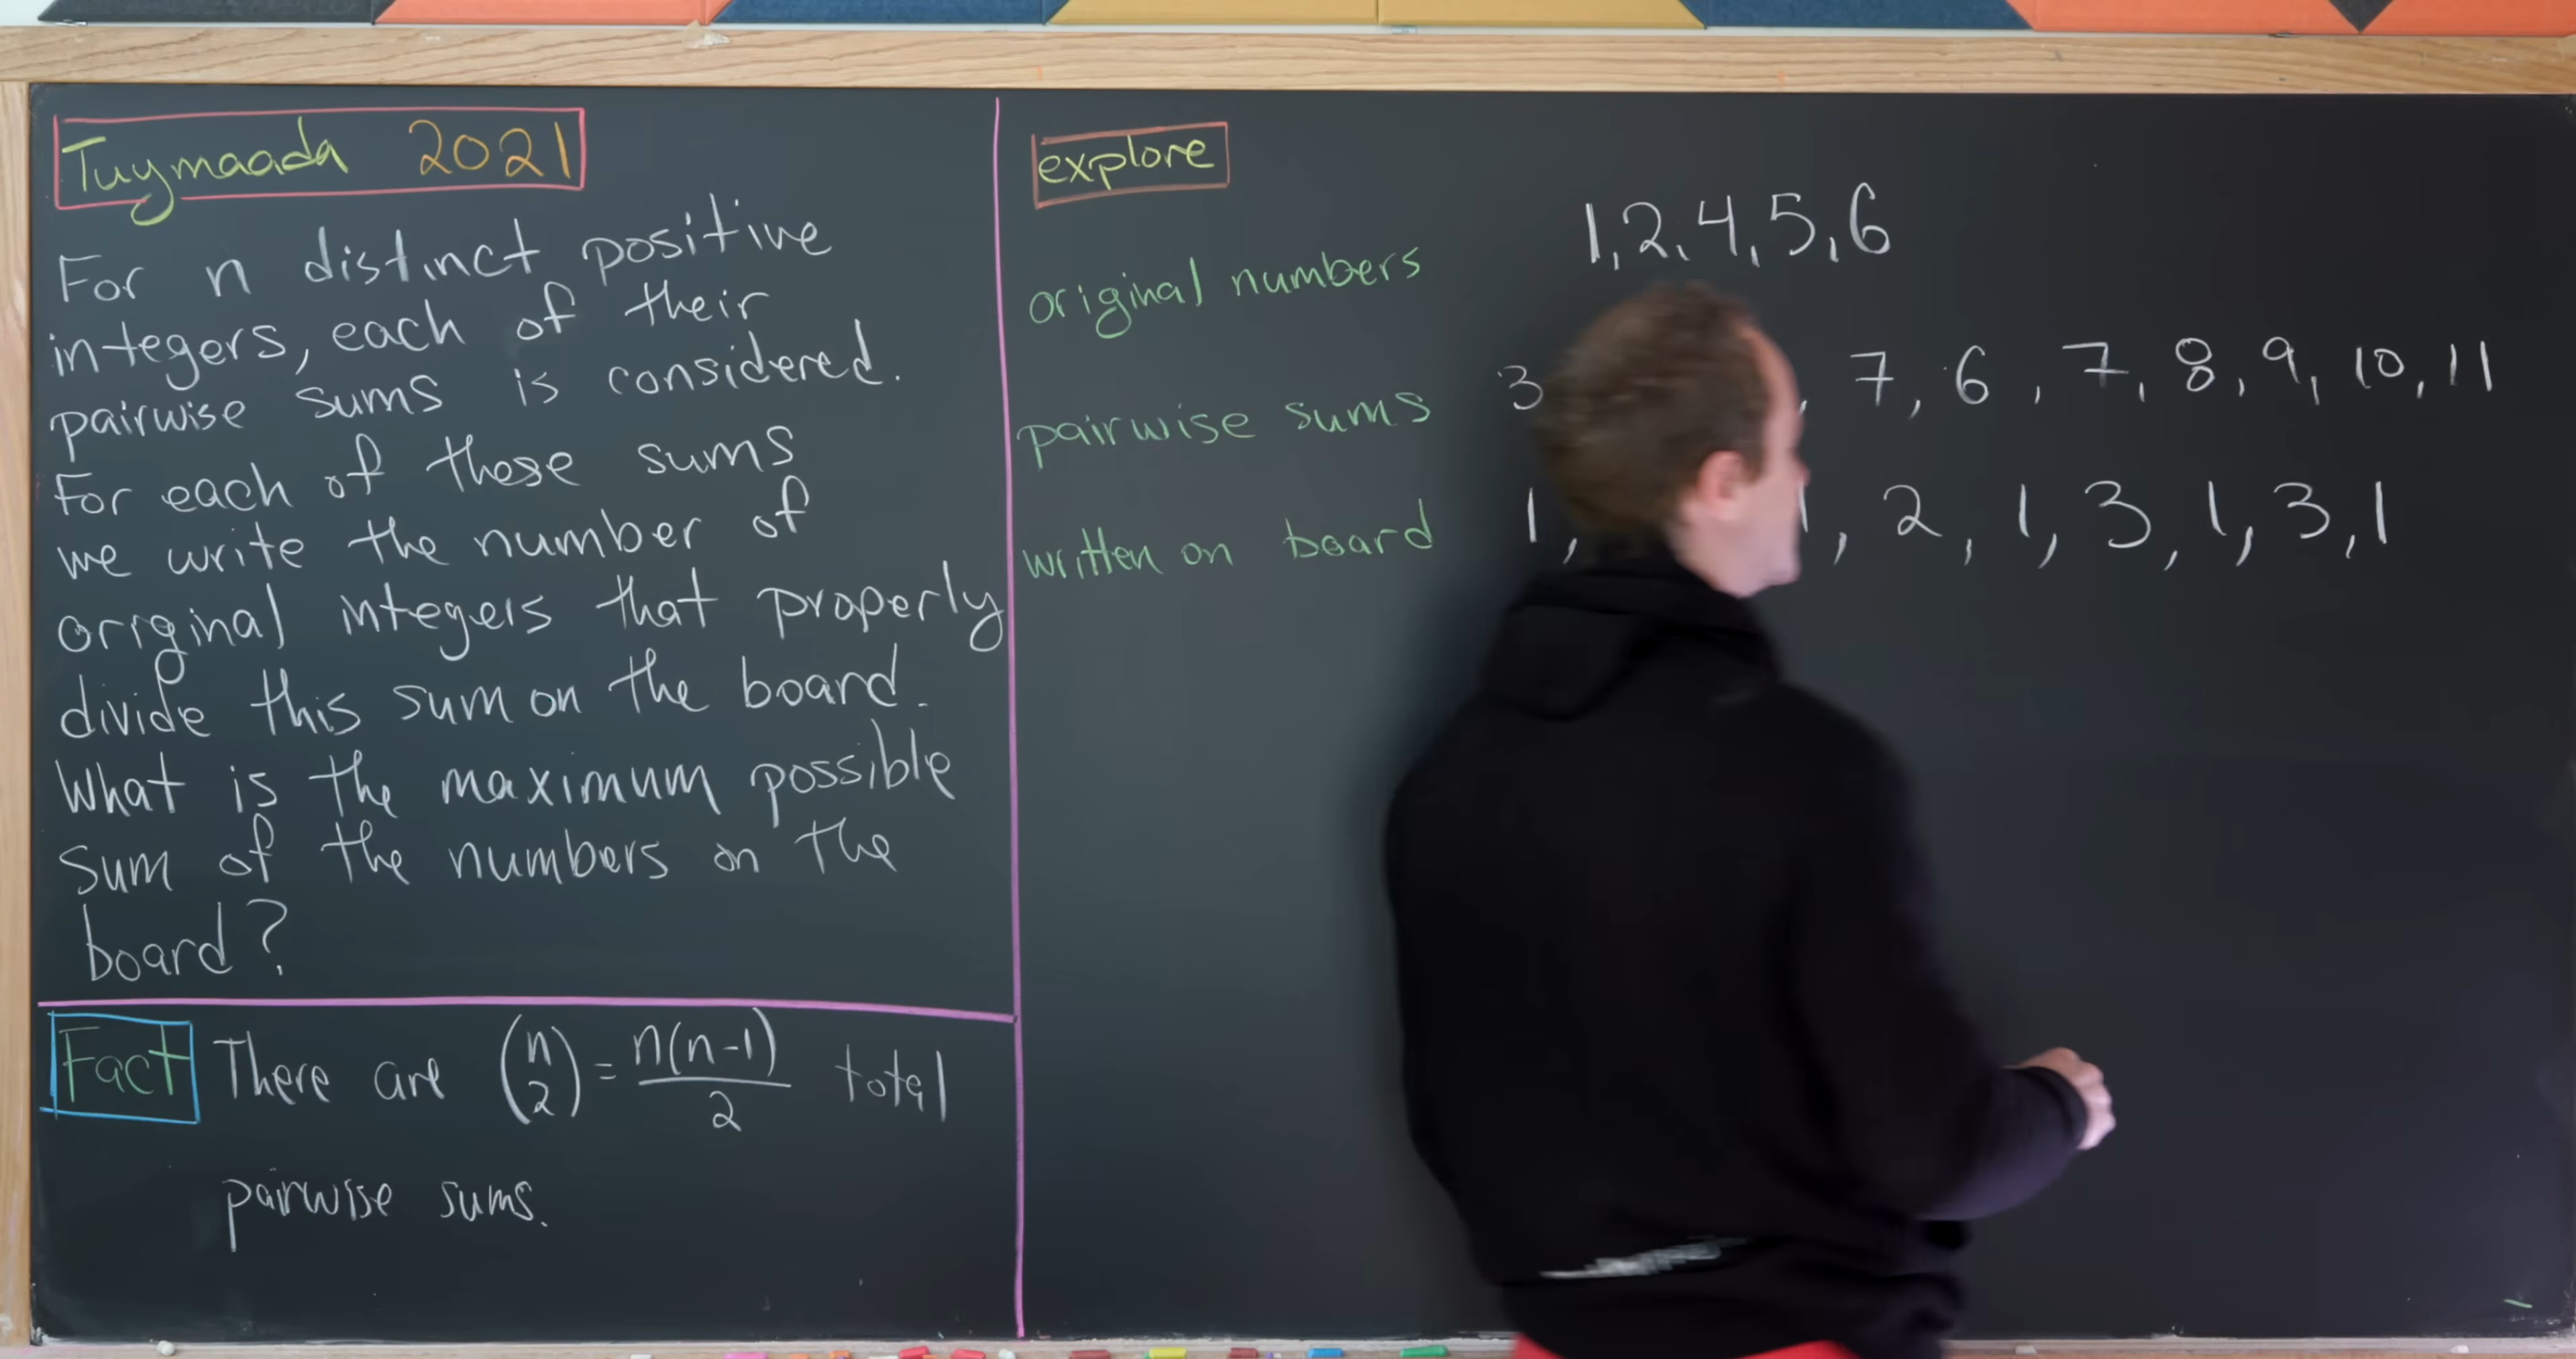 Tuymaada 2021
For n distinct positive
integers, each of their
pairwise sums is considered.
For each of these sums
we write the number of
original integers that properly
divide this sum on the board.
What is the maximum possible
sum of the numbers on the
board?
Fact There are (n 2) = n(n-1)/2 total
pairwise sums.
explore
original numbers 1,2,4,5,6
pairwise sums 3 , 7, 6, 7, 8, 9, 10, 11
written on board 1, 1, 2, 1, 3, 1, 3, 1